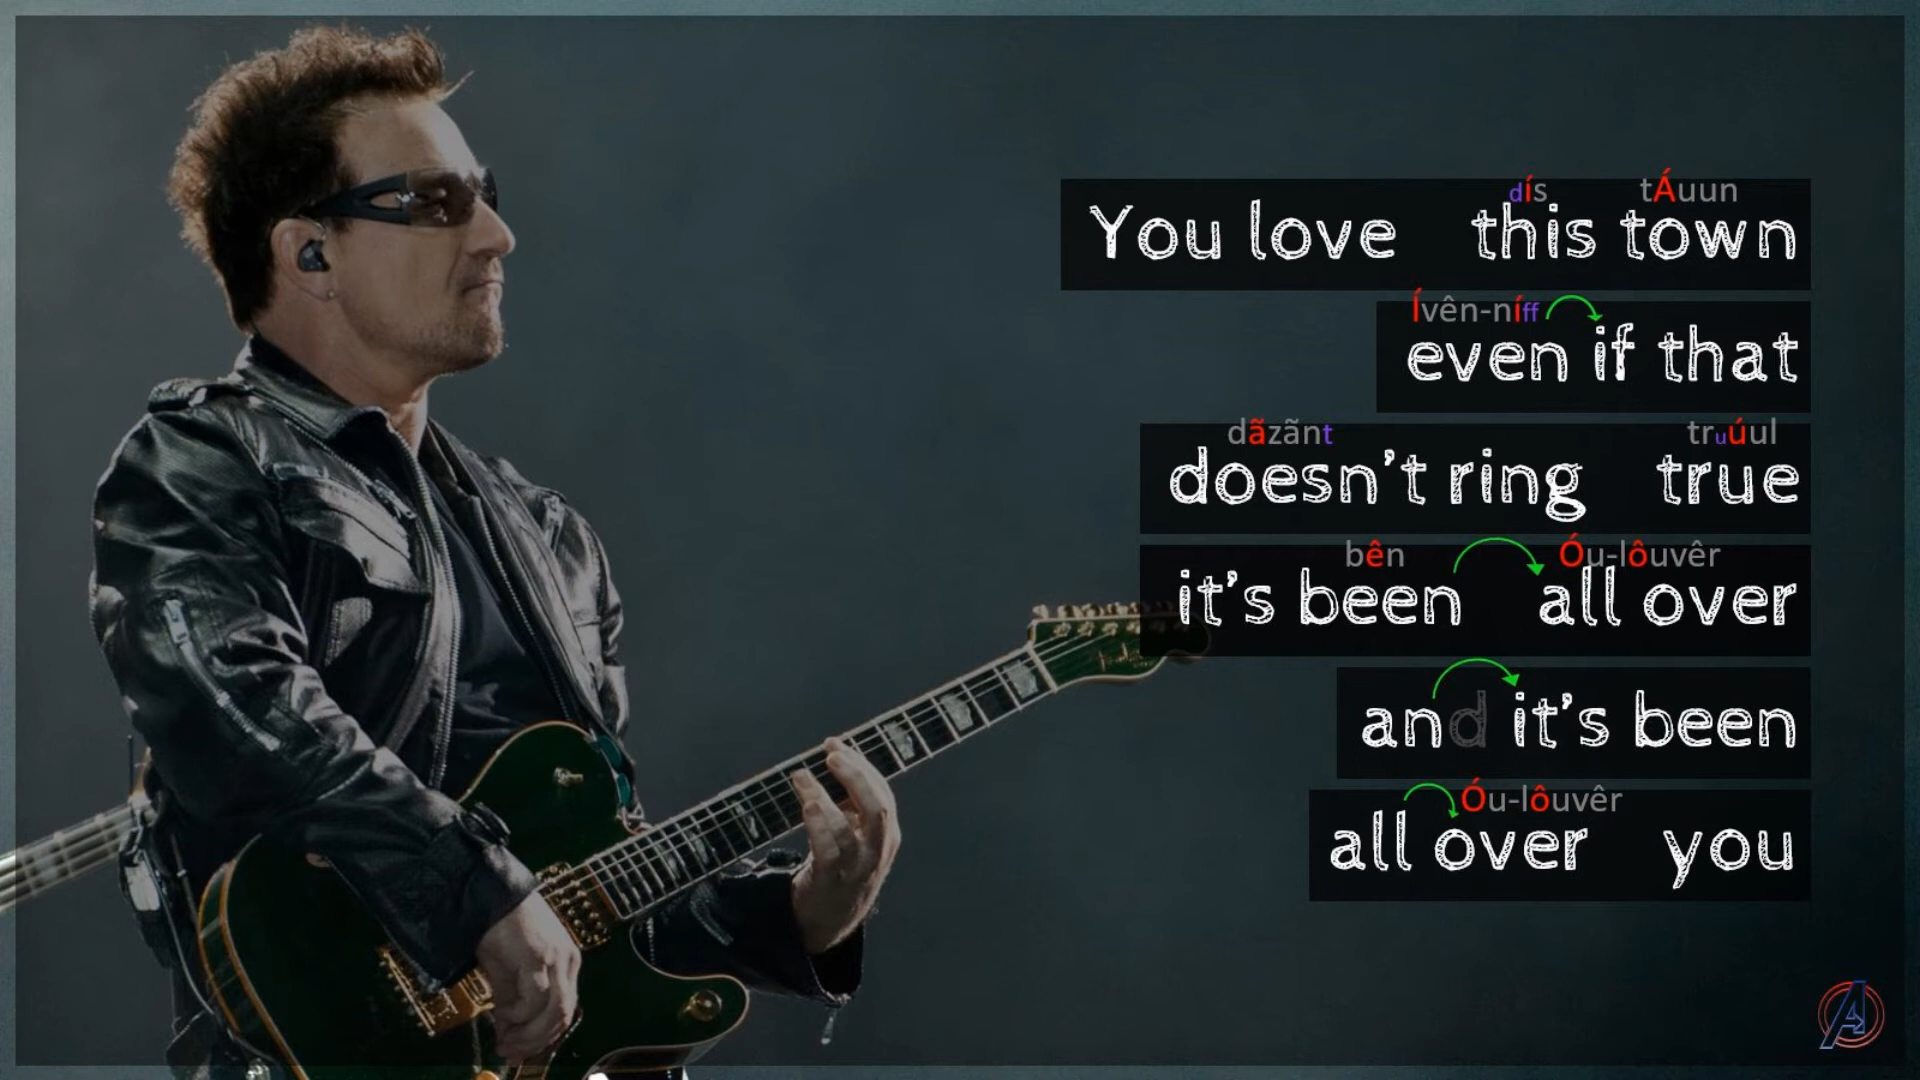 dís tÁuun
You love this town
Ívên-níff
even if that
dãzãnt truúul
doesn't ring true
bên Óu-lôuvêr
it's been all over
and it's been
Óu-lôuvêr
all over you